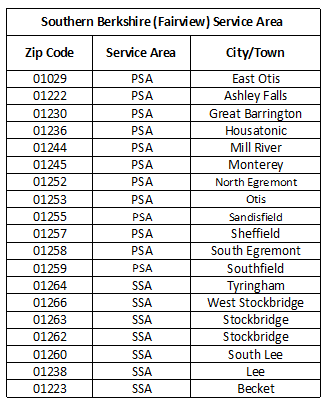 Southern Berkshire (Fairview) Service Area
Zip Code Service Area City/Town
01029 PSA East Otis
01222 PSA Ashley Falls
01230 PSA Great Barrington
01236 PSA Housatonic
01244 PSA Mill River
01245 PSA Monterey
01252 PSA North Egremont
01253 PSA Otis
01255 PSA Sandisfield
01257 PSA Sheffield
01258 PSA South Egremont
01259 PSA Southfield
01264 SSA Tyringham
01266 SSA West Stockbridge
01263 SSA Stockbridge
01262 SSA Stockbridge
01260 SSA South Lee
01238 SSA Lee
01223 SSA Becket